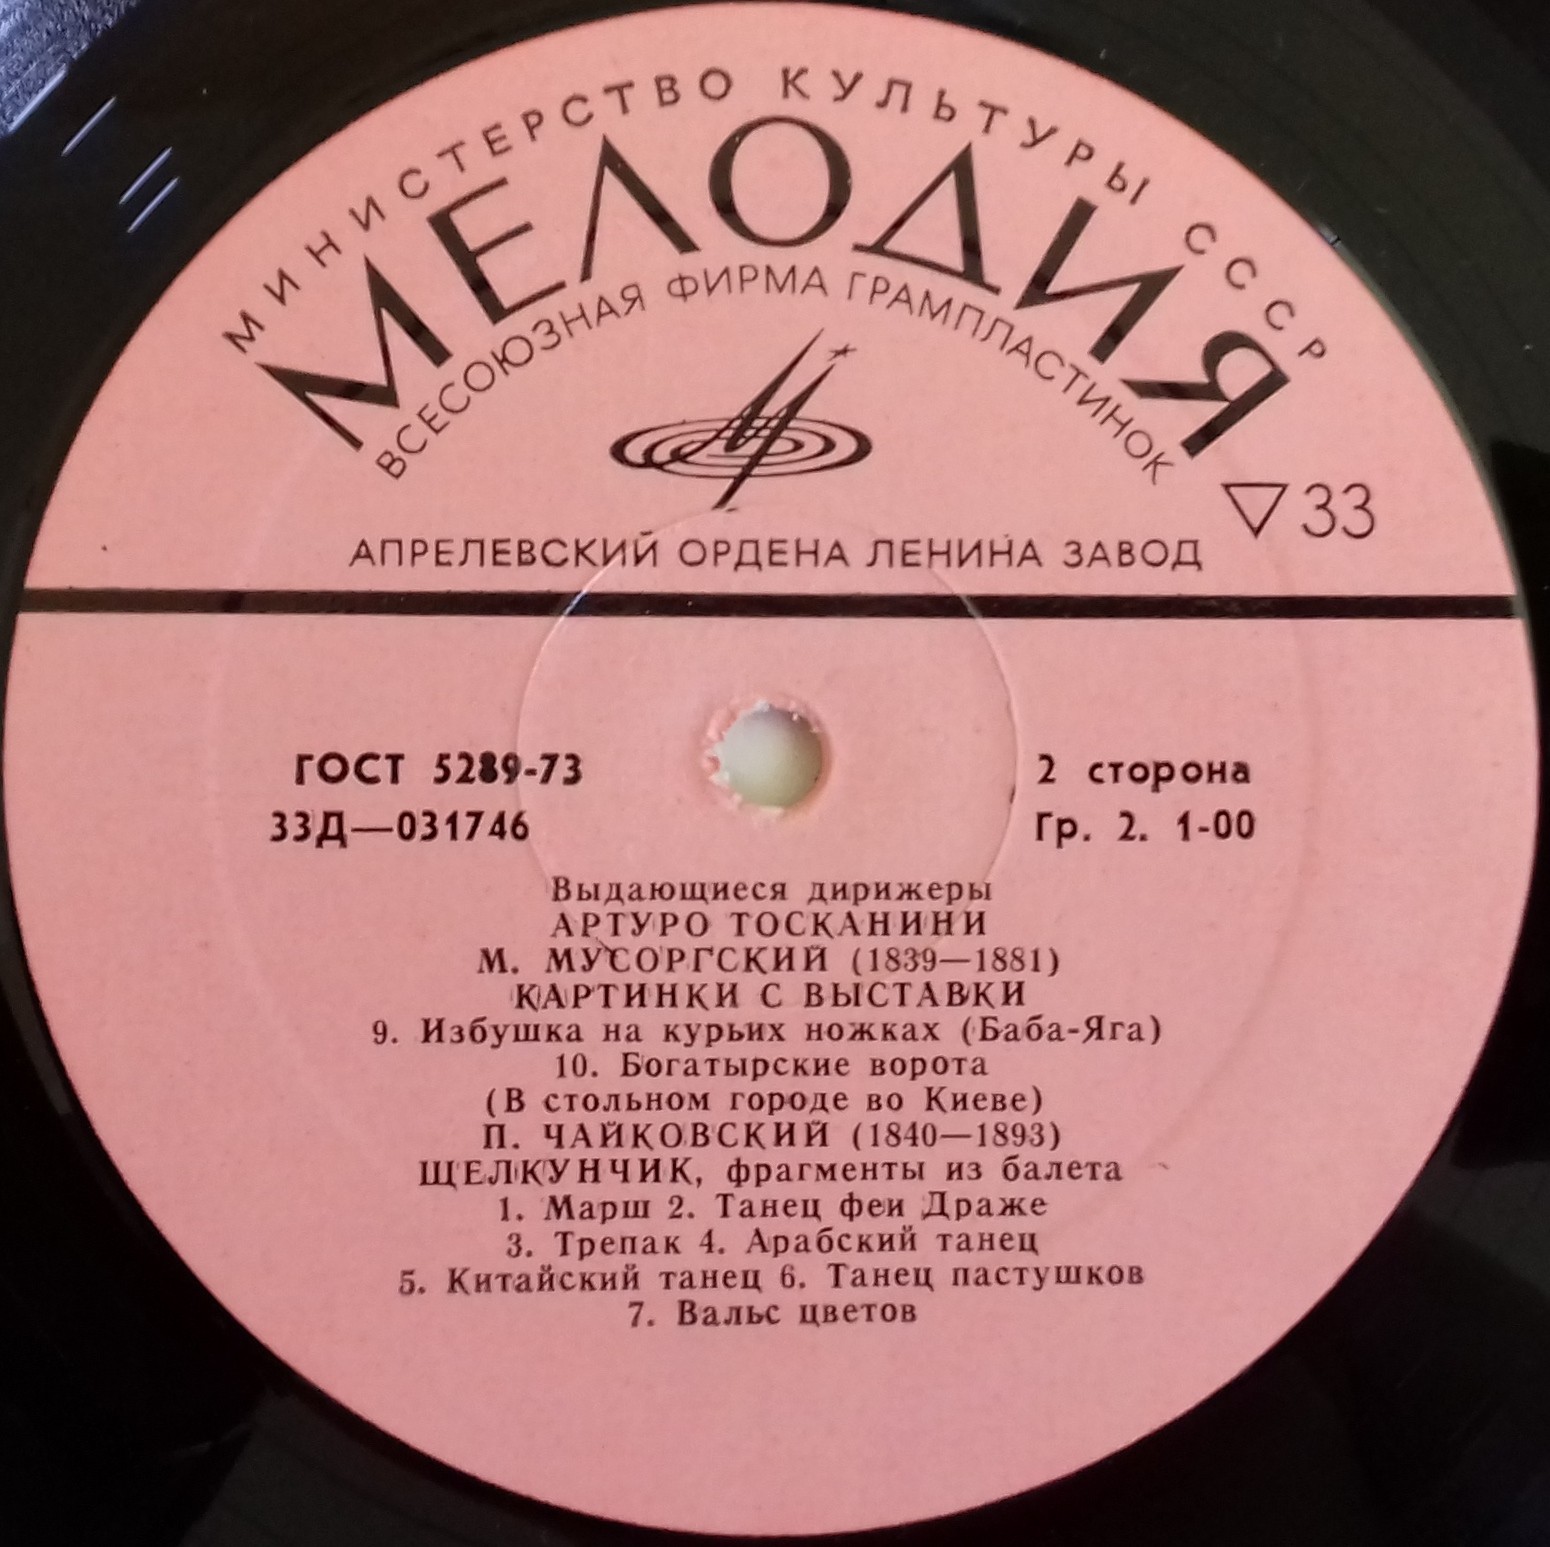 МИНИСТЕРСТВО КУЛЬТУРЫ СССР
МЕЛОДИЯ
ВСЕСОЮЗНАЯ ФИРМА ГРАМПЛАСТИНОК
▽33
АПРЕЛЕВСКИЙ ОРДЕНА ЛЕНИНА ЗАВОД
ГОСТ 5289-73
2 сторона
33Д—031746
Гр. 2. 1-00
Выдающиеся дирижеры
АРТУРО ТОСКАНИНИ
М. МУСОРГСКИЙ (1839—1881)
КАРТИНКИ С ВЫСТАВКИ
9. Избушка на курьих ножках (Баба-Яга)
10. Богатырские ворота
(В стольном городе во Киеве)
П. ЧАЙКОВСКИЙ (1840—1893)
ЩЕЛКУНЧИК, фрагменты из балета
1. Марш 2. Танец феи Драже
3. Трепак 4. Арабский танец
5. Китайский танец 6. Танец пастушков
7. Вальс цветов